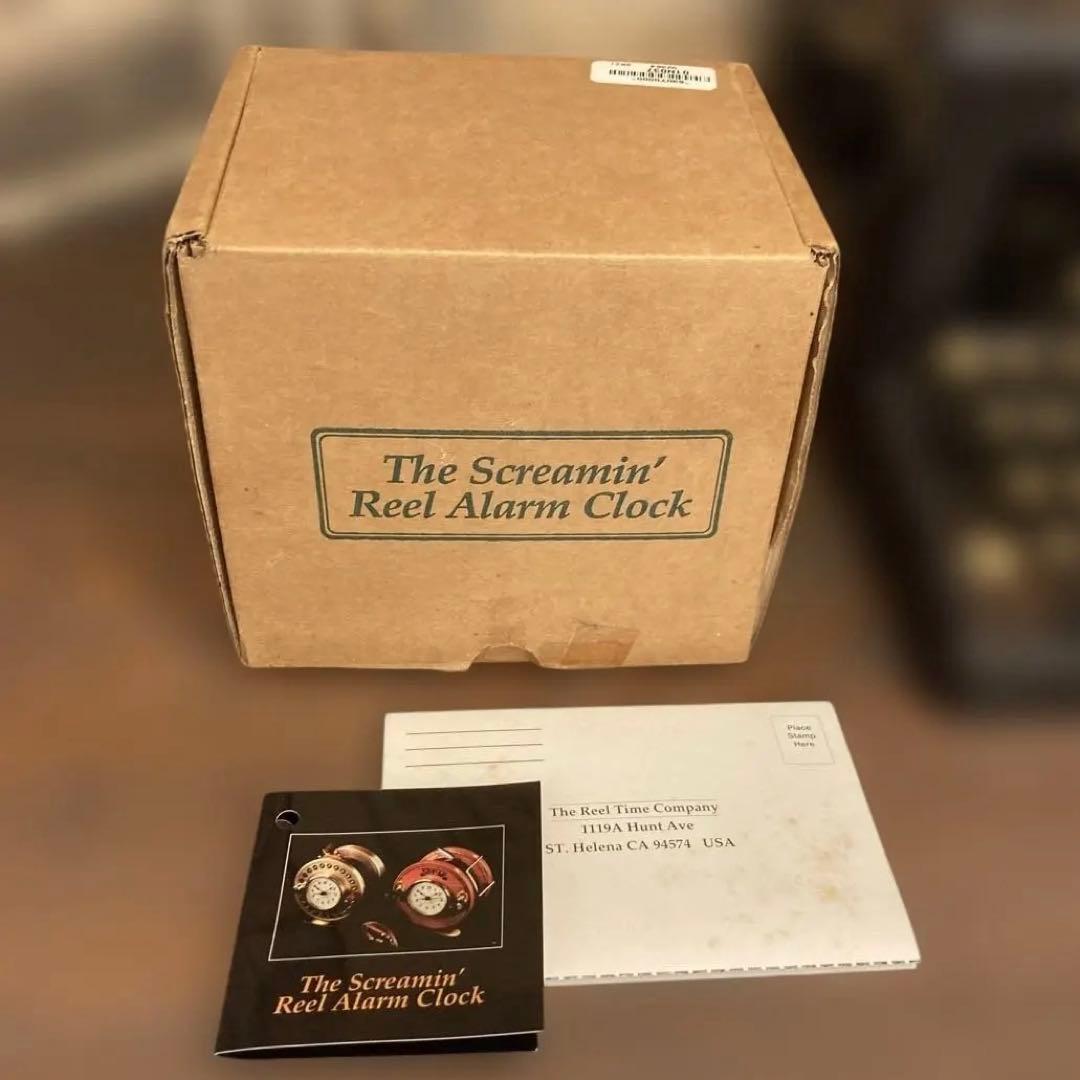 The Screamin'
Reel Alarm Clock
Place
Stamp
Here
The Reel Time Company
1119A Hunt Ave
ST. Helena CA 94574 USA
The Screamin'
Reel Alarm Clock